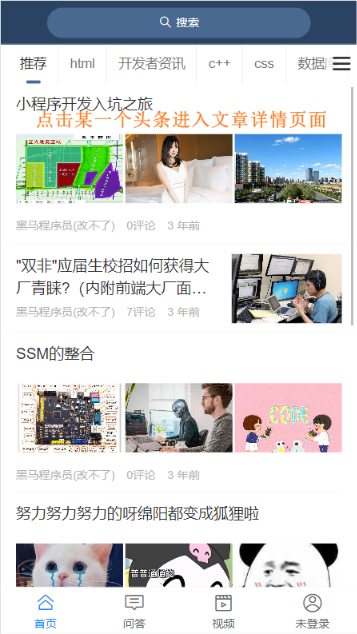 搜索
推荐 html 开发者资讯 c++ css 数据
小程序开发入坑之旅
点击某一个头条进入文章详情页面
黑马程序员(改不了) 0评论 3 年前
"双非"应届生校招如何获得大
厂青睐?（内附前端大厂面…
黑马程序员(改不了) 7评论 3 年前
SSM的整合
CODE
黑马程序员(改不了) 0评论 3 年前
努力努力努力的呀绵阳都变成狐狸啦
普普通通的
首页 问答 视频 未登录